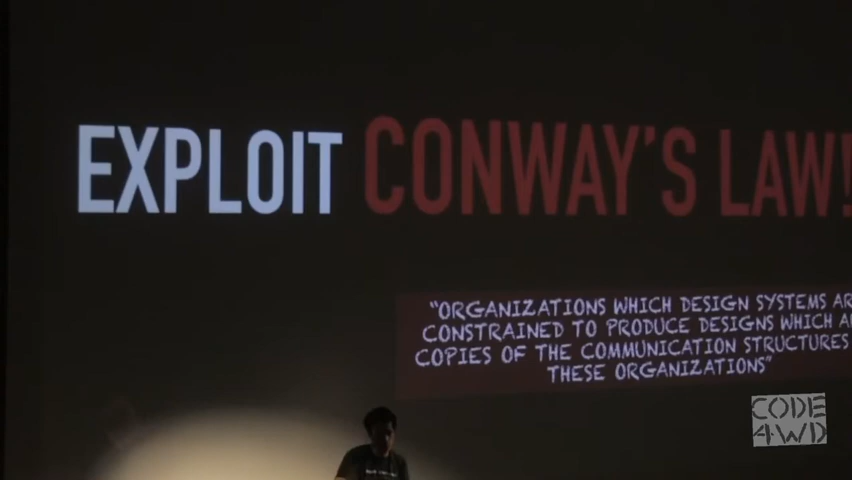 EXPLOIT CONWAY'S LAW!
"ORGANIZATIONS WHICH DESIGN SYSTEMS AR
CONSTRAINED TO PRODUCE DESIGNS WHICH A
COPIES OF THE COMMUNICATION STRUCTURES
THESE ORGANIZATIONS"
CODE
4WD